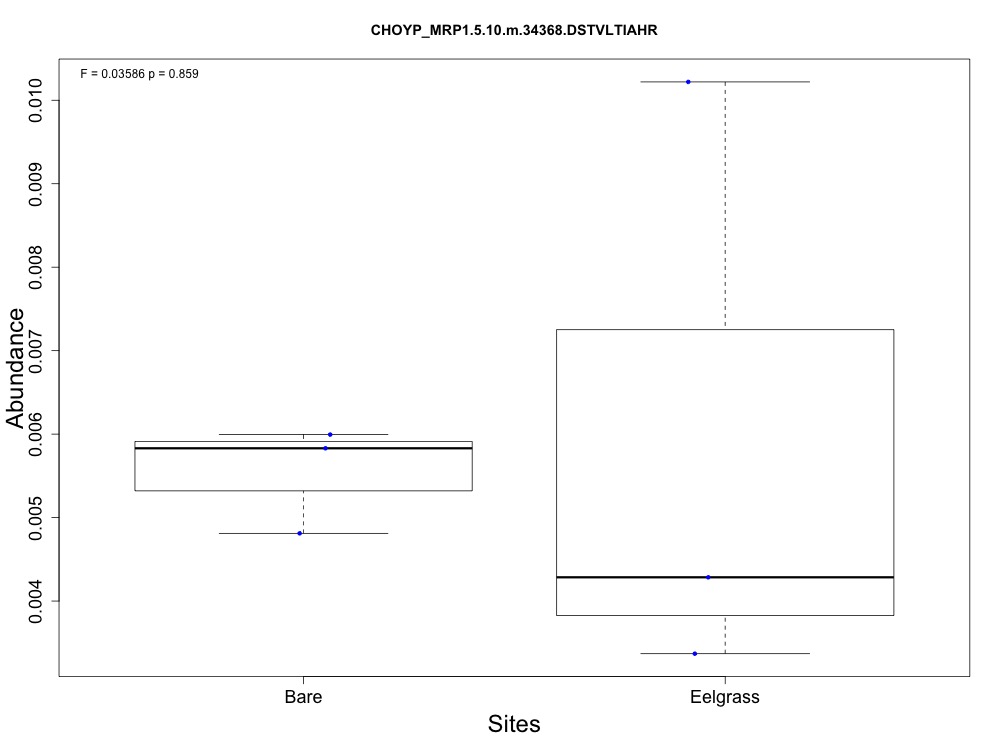 CHOYP_MRP1.5.10.m.34368.DSTVLTIAHR
F = 0.03586 p = 0.859
0.010
0.009
0.008
0.007
0.006
0.005
0.004
Abundance
Bare
Eelgrass
Sites